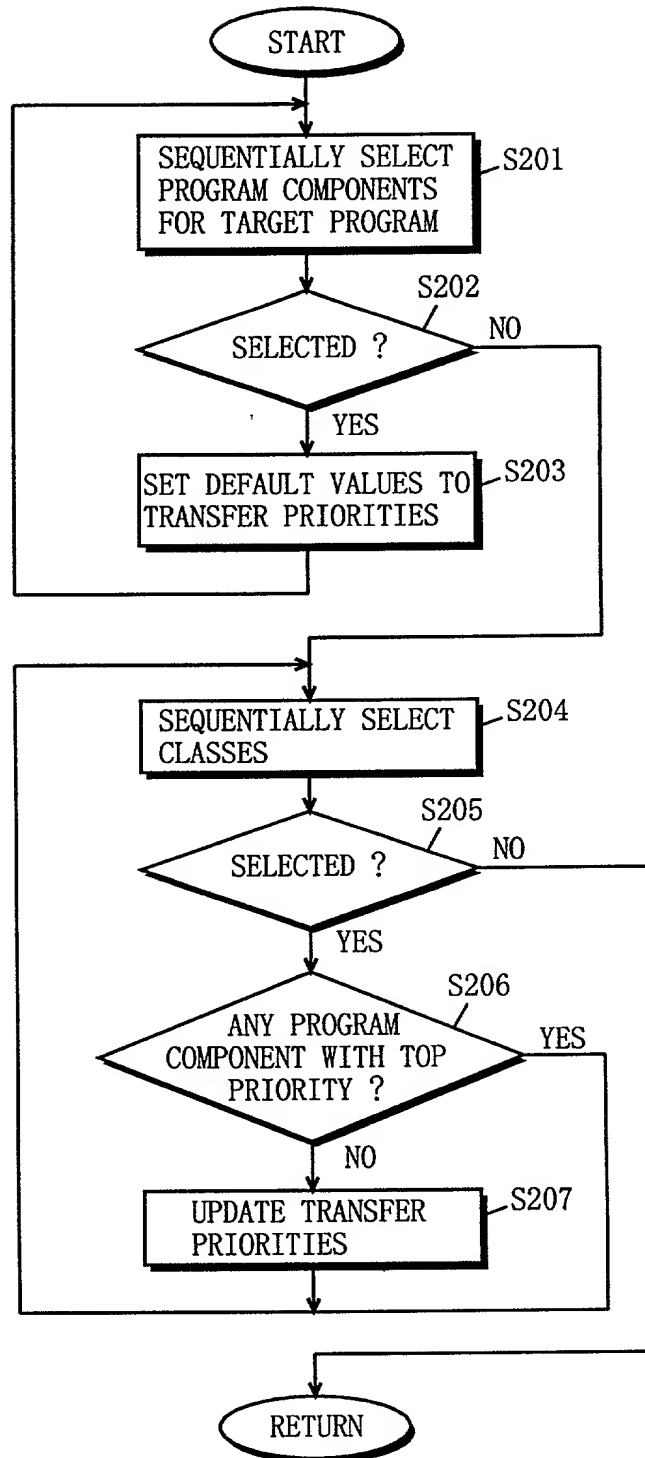 START
SEQUENTIALLY SELECT
PROGRAM COMPONENTS
FOR TARGET PROGRAM
S201
S202
SELECTED ?
NO
YES
SET DEFAULT VALUES TO
TRANSFER PRIORITIES
S203
SEQUENTIALLY SELECT
CLASSES
S204
S205
SELECTED ?
NO
YES
S206
ANY PROGRAM
COMPONENT WITH TOP
PRIORITY ?
YES
NO
UPDATE TRANSFER
PRIORITIES
S207
RETURN